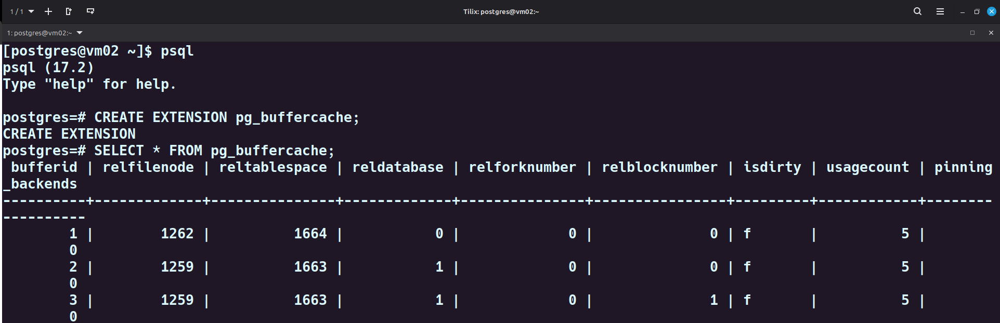 1 / 1
Tilix: postgres@vm02:~
1: postgres@vm02:~
[postgres@vm02 ~]$ psql
psql (17.2)
Type "help" for help.

postgres=# CREATE EXTENSION pg_buffercache;
CREATE EXTENSION
postgres=# SELECT * FROM pg_buffercache;
 bufferid | relfilenode | reltablespace | reldatabase | relforknumber | relblocknumber | isdirty | usagecount | pinning
_backends
----------+-------------+---------------+-------------+---------------+----------------+---------+------------+--------
----------
        1 |        1262 |          1664 |           0 |             0 |              0 | f       |          5 |
        0
        2 |        1259 |          1663 |           1 |             0 |              0 | f       |          5 |
        0
        3 |        1259 |          1663 |           1 |             0 |              1 | f       |          5 |
        0